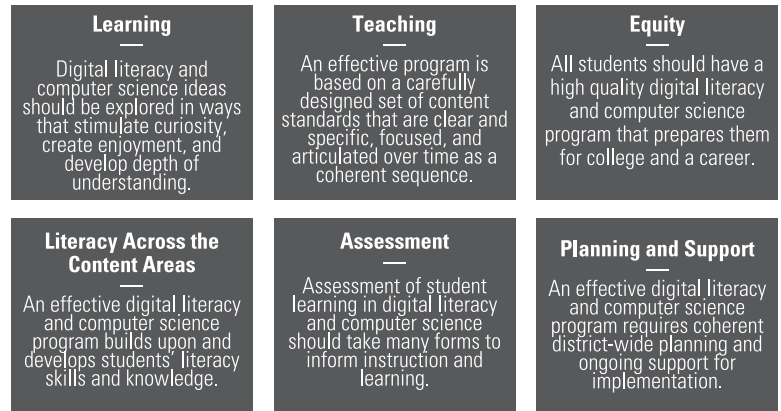 Learning
Digital literacy and
computer science ideas
should be explored in ways
that stimulate curiosity,
create enjoyment, and
develop depth of
understanding.
Teaching
An effective program is
based on a carefully
designed set of content
standards that are clear and
specific, focused, and
articulated over time as a
coherent sequence.
Equity
All students should have a
high quality digital literacy
and computer science
program that prepares them
for college and a career.
Literacy Across the
Content Areas
An effective digital literacy
and computer science
program builds upon and
develops students’ literacy
skills and knowledge.
Assessment
Assessment of student
learning in digital literacy
and computer science
should take many forms to
inform instruction and
learning.
Planning and Support
An effective digital literacy
and computer science
program requires coherent
district-wide planning and
ongoing support for
implementation.